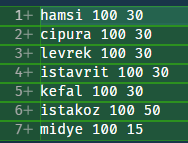 1+ hamsi 100 30
2+ cipura 100 30
3+ levrek 100 30
4+ istavrit 100 30
5+ kefal 100 30
6+ istakoz 100 50
7+ midye 100 15